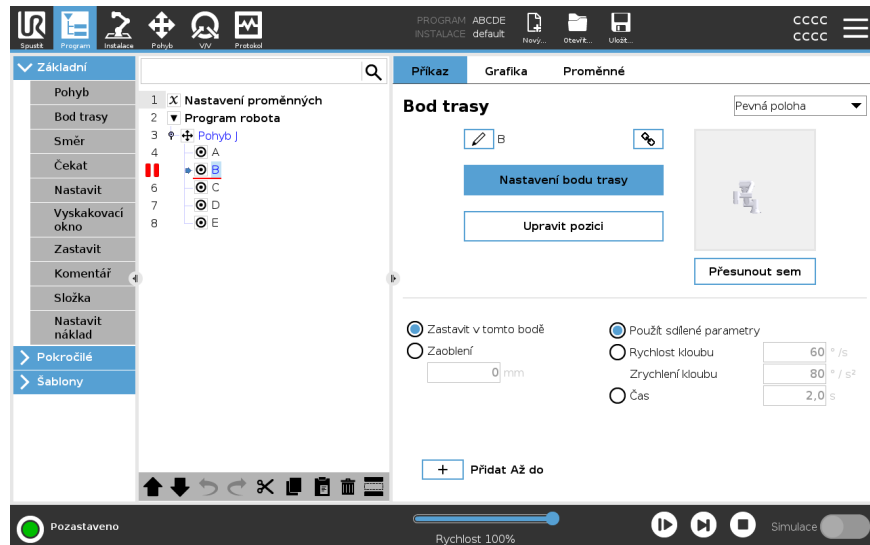 UR
Spustit
Program
Instalace
Pohyb
V/V
Protokol
PROGRAM ABCDE
INSTALACE default
Nový...
Otevřít...
Uložit...
CCCC
CCCC
Základní
Pohyb
Bod trasy
Směr
Čekat
Nastavit
Vyskakovací
okno
Zastavit
Komentář
Složka
Nastavit
náklad
Pokročilé
Šablony
1 X Nastavení proměnných
2 Program robota
3 Pohyb J
4 A
B
6 C
7 D
8 E
Příkaz
Grafika
Proměnné
Bod trasy
Pevná poloha
B
Nastavení bodu trasy
Upravit pozici
Přesunout sem
Zastavit v tomto bodě
Zaoblení
0 mm
Použít sdílené parametry
Rychlost kloubu 60 °/s
Zrychlení kloubu 80 °/s²
Čas 2,0 s
+ Přidat Až do
Pozastaveno
Rychlost 100%
Simulace